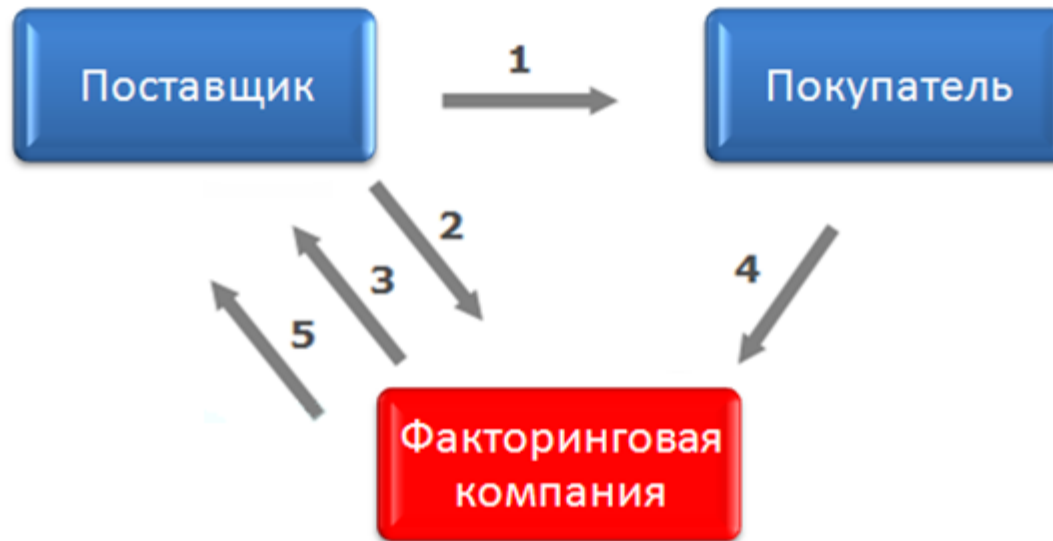 Поставщик
1
Покупатель
2
3
4
5
Факторинговая
компания